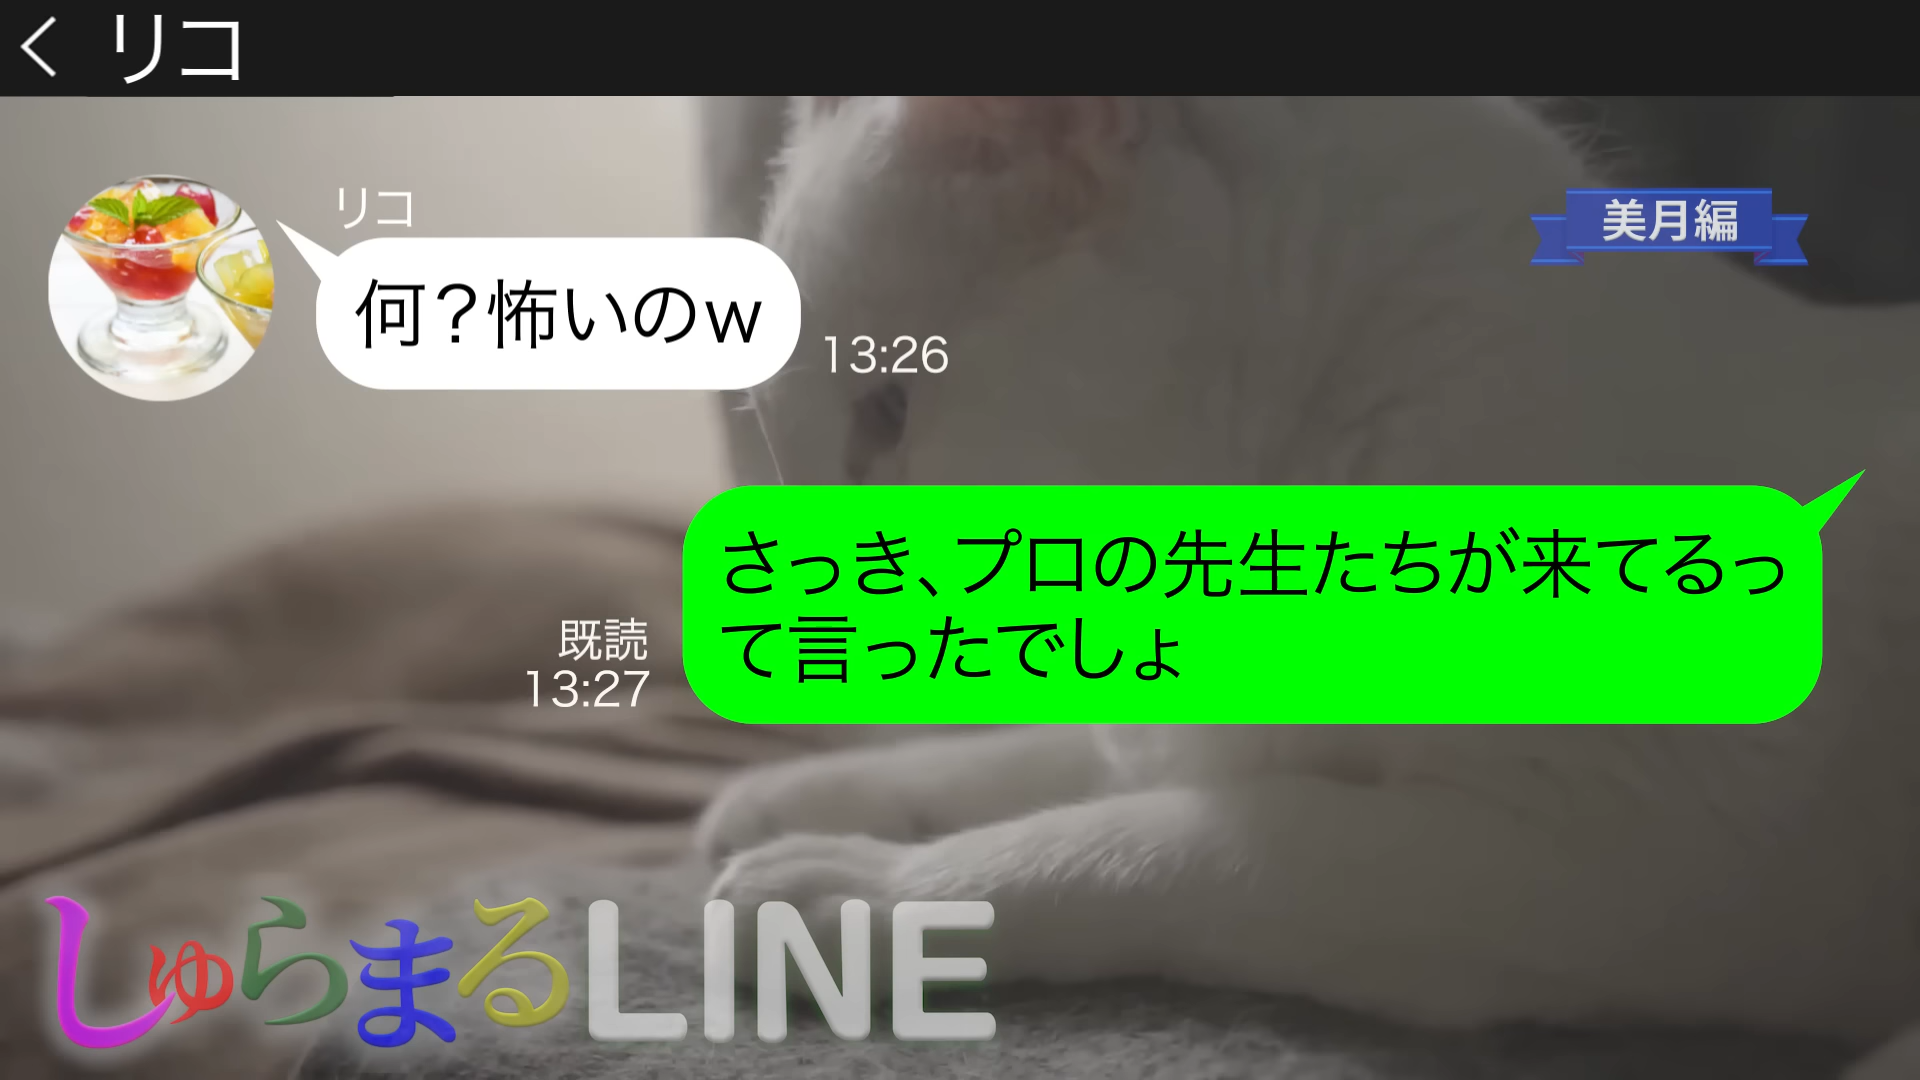 リコ
リコ
美月編
何？怖いのｗ
13:26
さっき、プロの先生たちが来てるっ
て言ったでしょ
既読
13:27
しゅらまるLINE